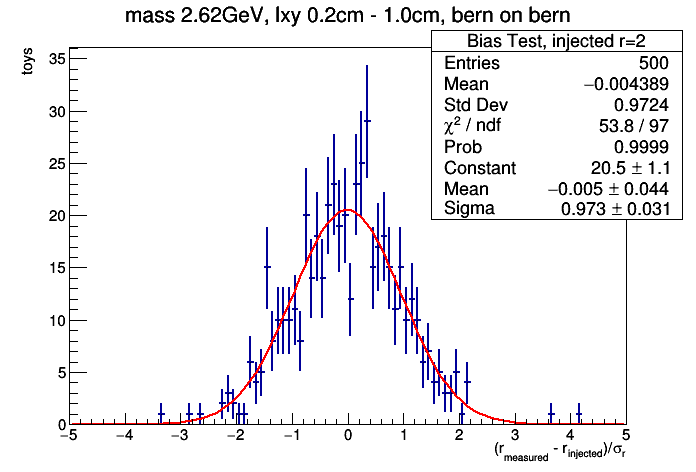 mass 2.62GeV, lxy 0.2cm - 1.0cm, bern on bern
Bias Test, injected r=2
Entries 500
Mean −0.004389
Std Dev 0.9724
χ² / ndf 53.8 / 97
Prob 0.9999
Constant 20.5 ± 1.1
Mean −0.005 ± 0.044
Sigma 0.973 ± 0.031
toys
35
30
25
20
15
10
5
0
−5 −4 −3 −2 −1 0 1 2 3 4 5
(r_measured - r_injected)/σ_r